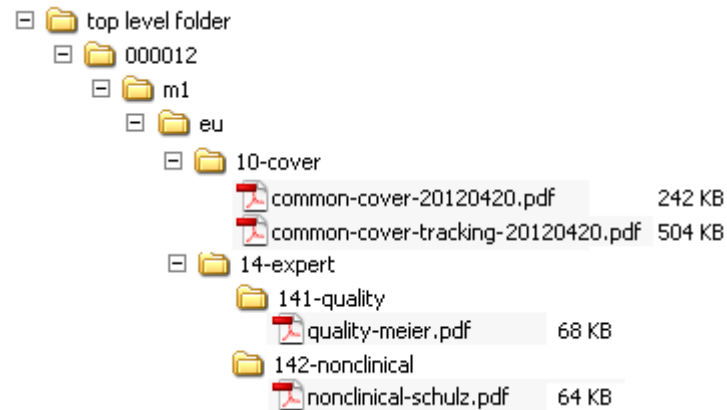 top level folder
000012
m1
eu
10-cover
common-cover-20120420.pdf 242 KB
common-cover-tracking-20120420.pdf 504 KB
14-expert
141-quality
quality-meier.pdf 68 KB
142-nonclinical
nonclinical-schulz.pdf 64 KB